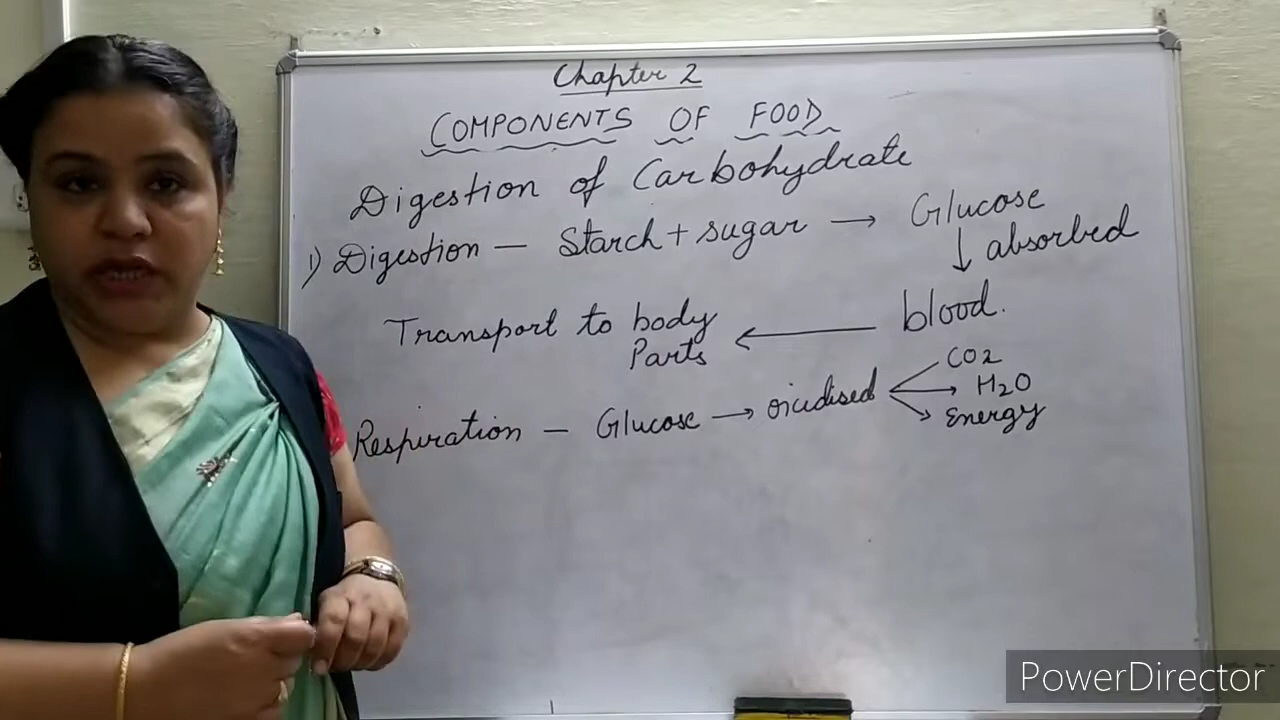 Chapter 2
COMPONENTS OF FOOD
Digestion of Carbohydrate
1) Digestion — Starch + sugar → Glucose
↓ absorbed
blood.
Transport to body ←
Parts
Respiration — Glucose → oxidised
CO2
H2O
Energy
PowerDirector